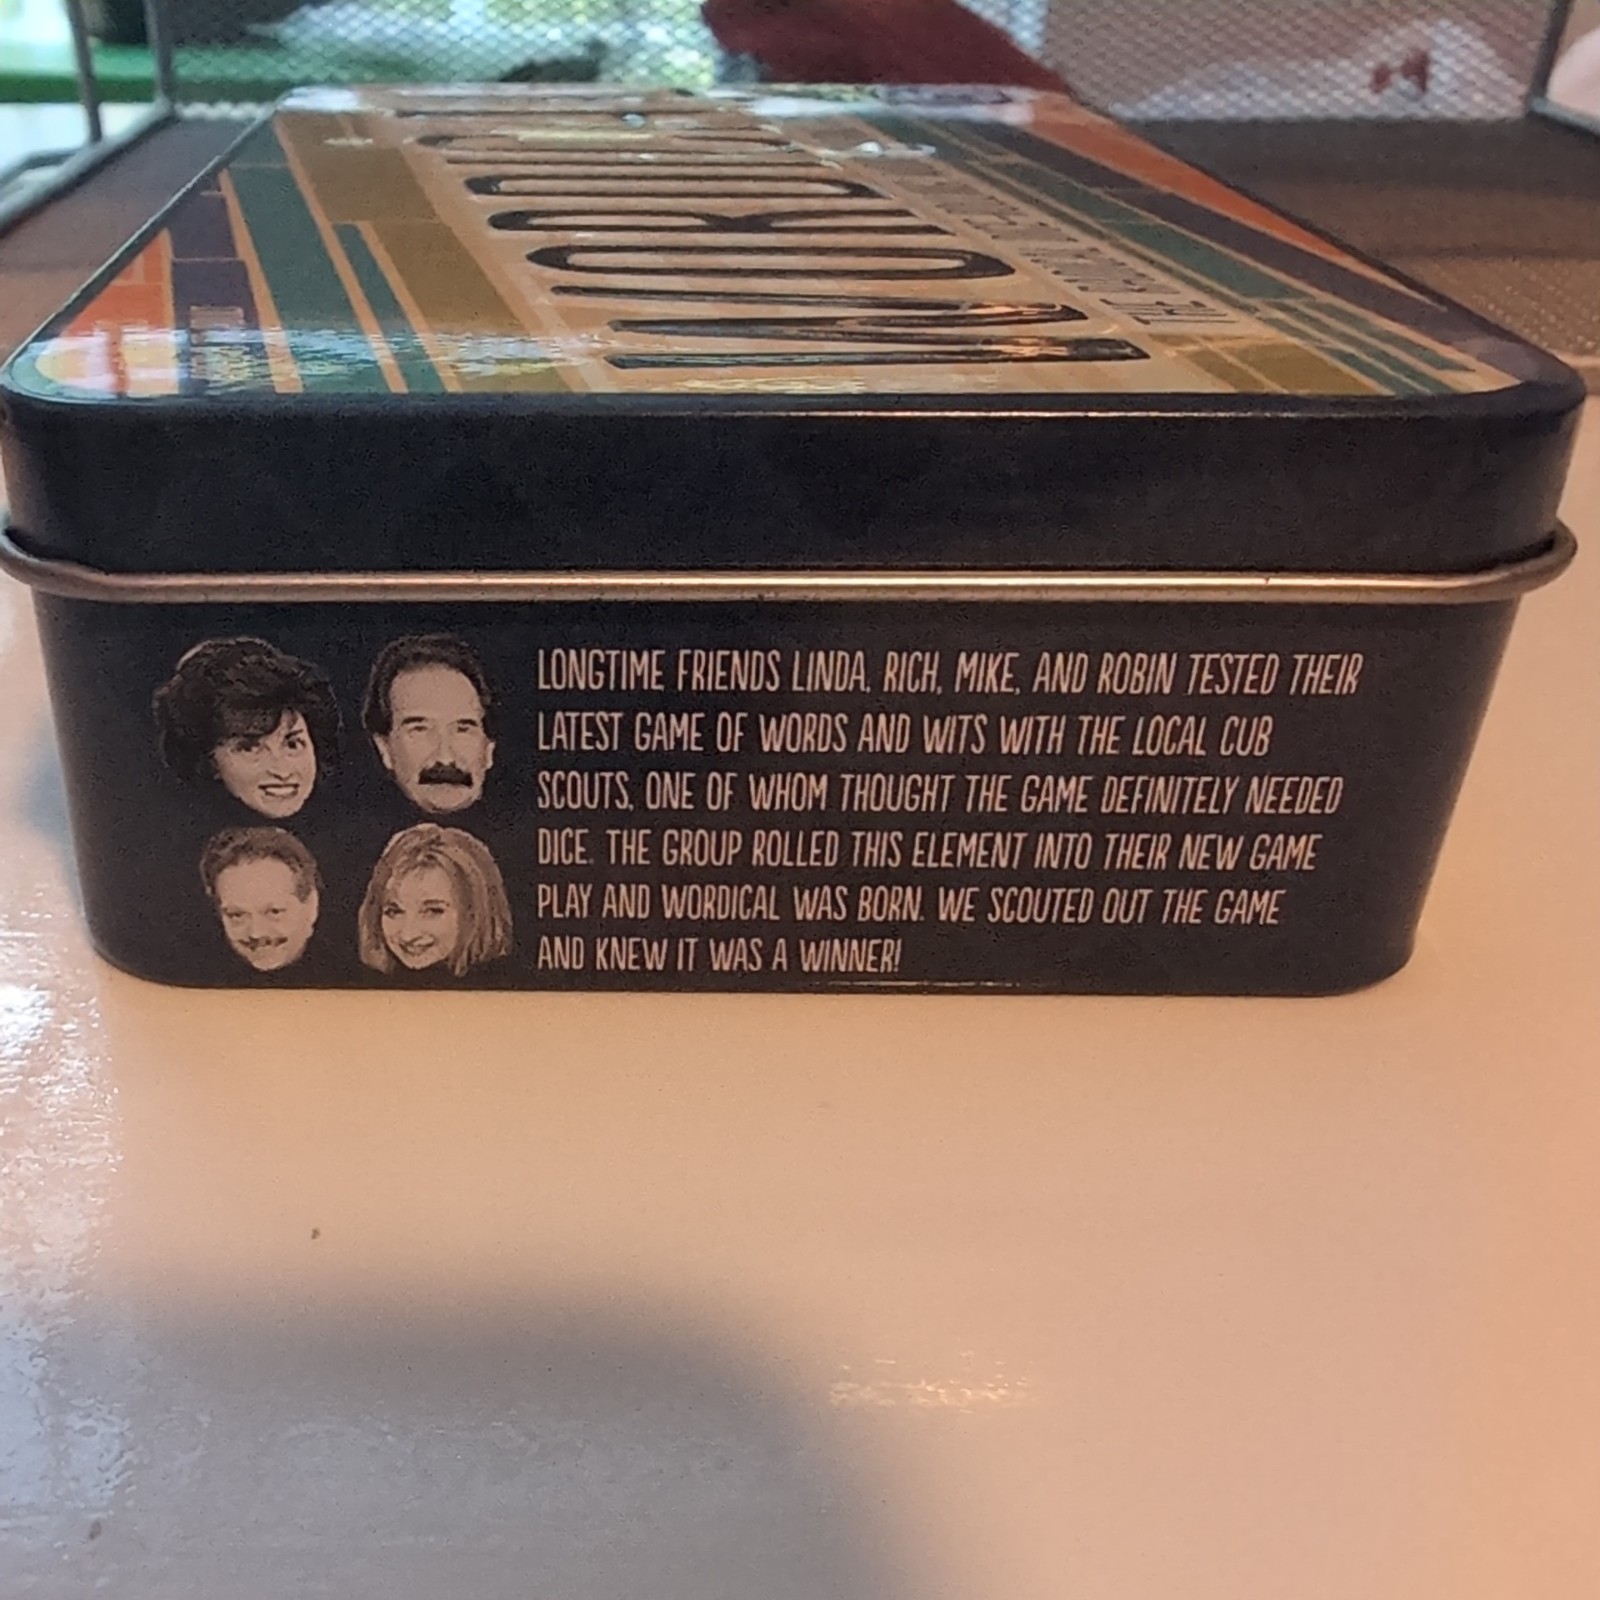 LONGTIME FRIENDS LINDA, RICH, MIKE, AND ROBIN TESTED THEIR
LATEST GAME OF WORDS AND WITS WITH THE LOCAL CUB
SCOUTS, ONE OF WHOM THOUGHT THE GAME DEFINITELY NEEDED
DICE. THE GROUP ROLLED THIS ELEMENT INTO THEIR NEW GAME
PLAY AND WORDICAL WAS BORN. WE SCOUTED OUT THE GAME
AND KNEW IT WAS A WINNER!